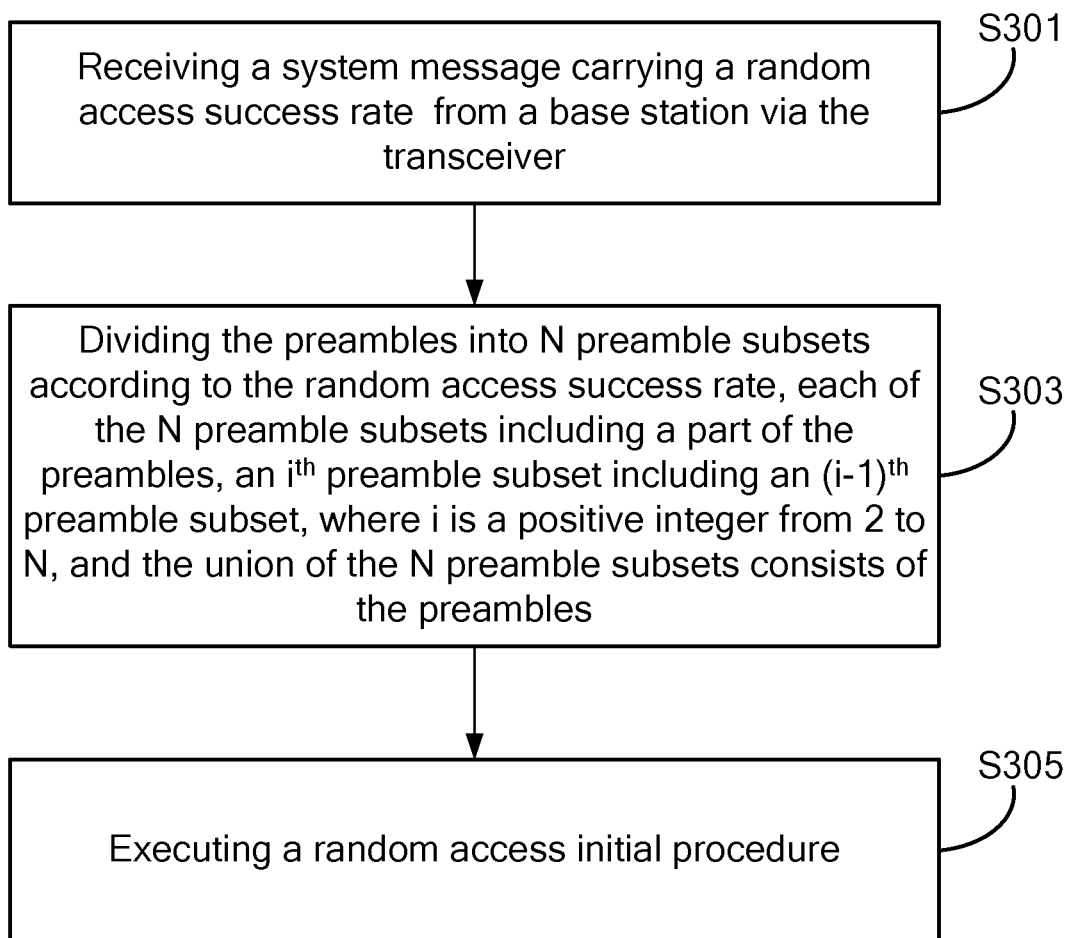 S301
Receiving a system message carrying a random
access success rate from a base station via the
transceiver
S303
Dividing the preambles into N preamble subsets
according to the random access success rate, each of
the N preamble subsets including a part of the
preambles, an iᵗʰ preamble subset including an (i-1)ᵗʰ
preamble subset, where i is a positive integer from 2 to
N, and the union of the N preamble subsets consists of
the preambles
S305
Executing a random access initial procedure